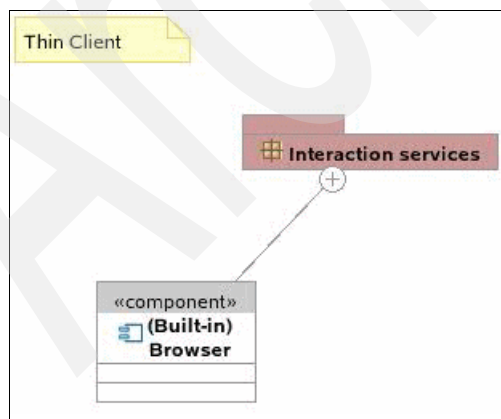 Thin Client
Interaction services
«component»
(Built-in)
Browser